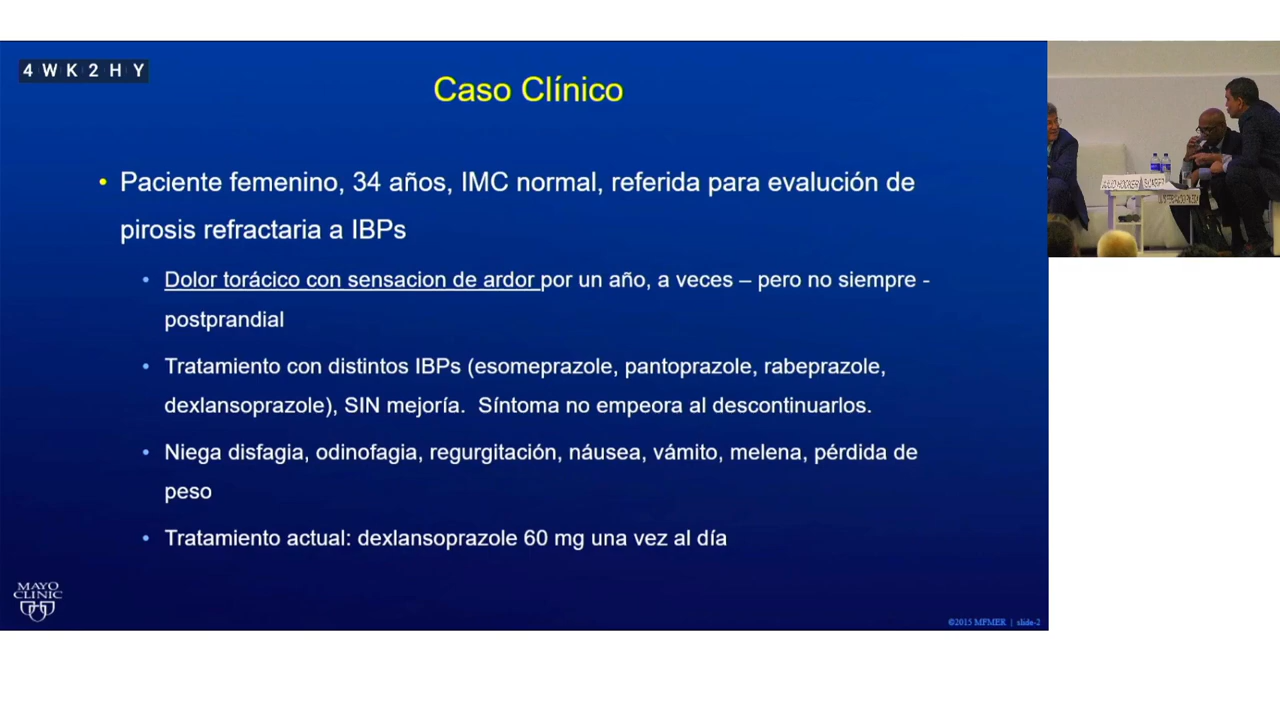 4WK2HY
Caso Clínico
• Paciente femenino, 34 años, IMC normal, referida para evalución de
pirosis refractaria a IBPs
• Dolor torácico con sensacion de ardor por un año, a veces – pero no siempre -
postprandial
• Tratamiento con distintos IBPs (esomeprazole, pantoprazole, rabeprazole,
dexlansoprazole), SIN mejoría. Síntoma no empeora al descontinuarlos.
• Niega disfagia, odinofagia, regurgitación, náusea, vómito, melena, pérdida de
peso
• Tratamiento actual: dexlansoprazole 60 mg una vez al día
MAYO
CLINIC
©2015 MFMER | slide-2